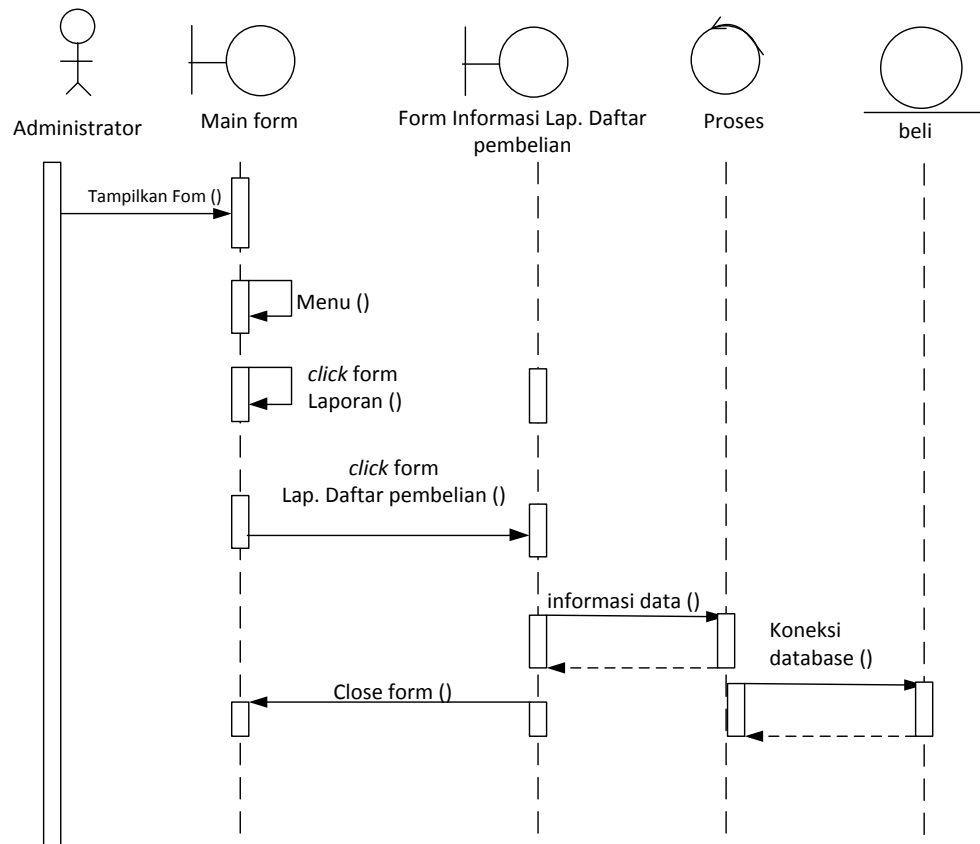 Administrator
Main form
Form Informasi Lap. Daftar
pembelian
Proses
beli
Tampilkan Fom ()
Menu ()
click form
Laporan ()
click form
Lap. Daftar pembelian ()
informasi data ()
Koneksi
database ()
Close form ()